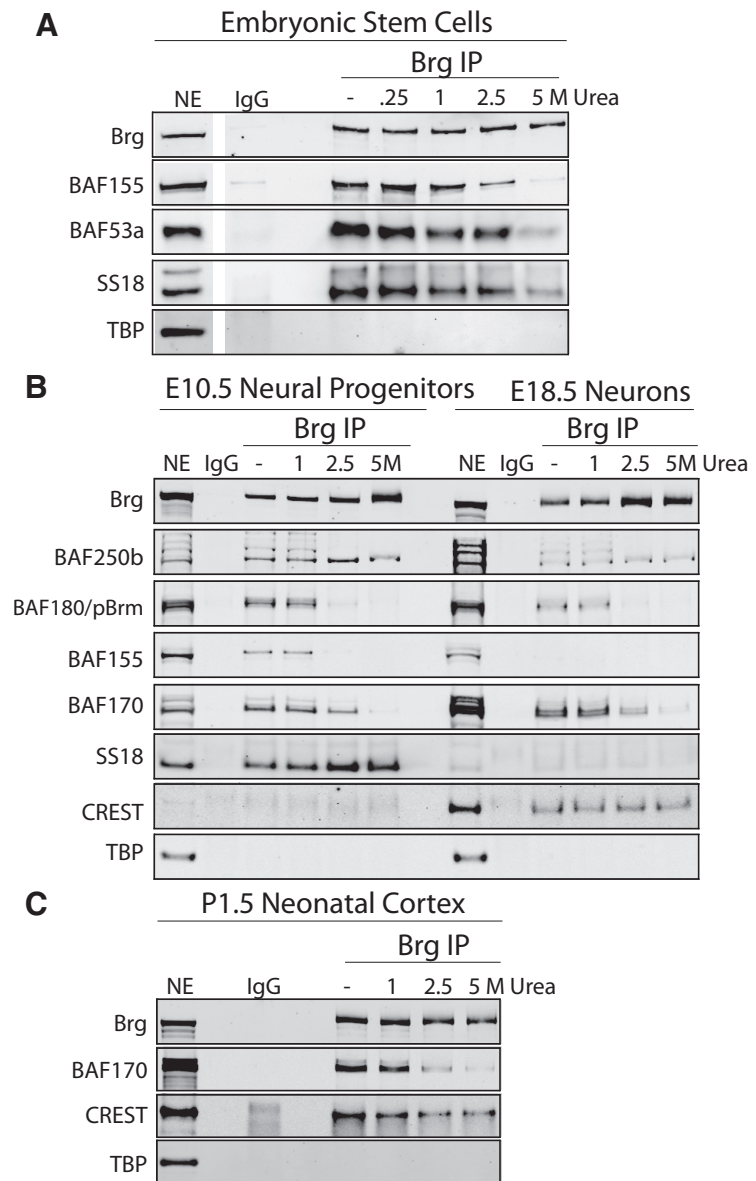 A
Embryonic Stem Cells
Brg IP
NE IgG - .25 1 2.5 5 M Urea
Brg
BAF155
BAF53a
SS18
TBP
B
E10.5 Neural Progenitors E18.5 Neurons
Brg IP Brg IP
NE IgG - 1 2.5 5M NE IgG - 1 2.5 5M Urea
Brg
BAF250b
BAF180/pBrm
BAF155
BAF170
SS18
CREST
TBP
C
P1.5 Neonatal Cortex
Brg IP
NE IgG - 1 2.5 5 M Urea
Brg
BAF170
CREST
TBP